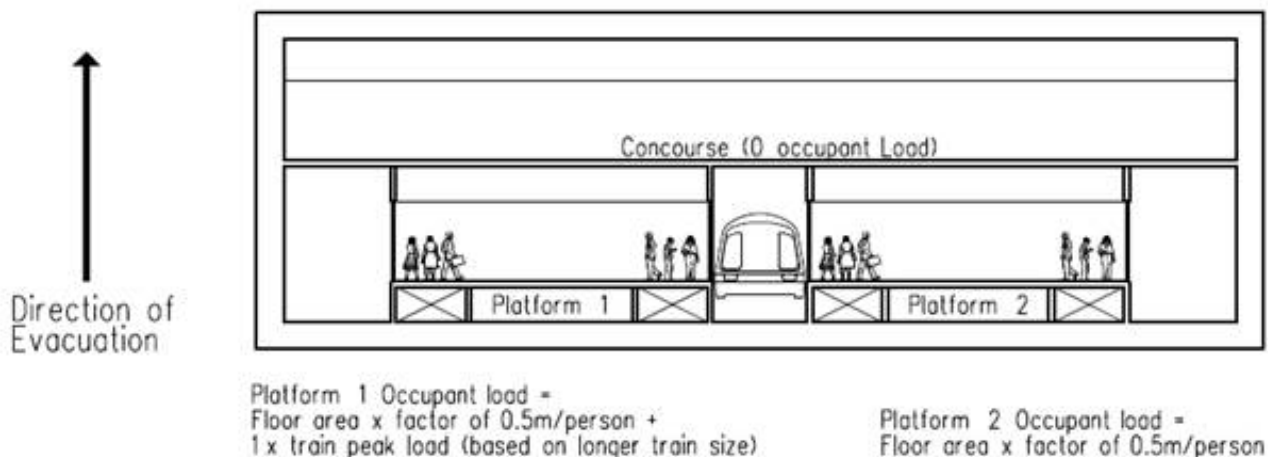 Concourse (0 occupant Load)
Direction of
Evacuation
Platform 1
Platform 2
Platform 1 Occupant load =
Floor area x factor of 0.5m/person +
1 x train peak load (based on longer train size)
Platform 2 Occupant load =
Floor area x factor of 0.5m/person